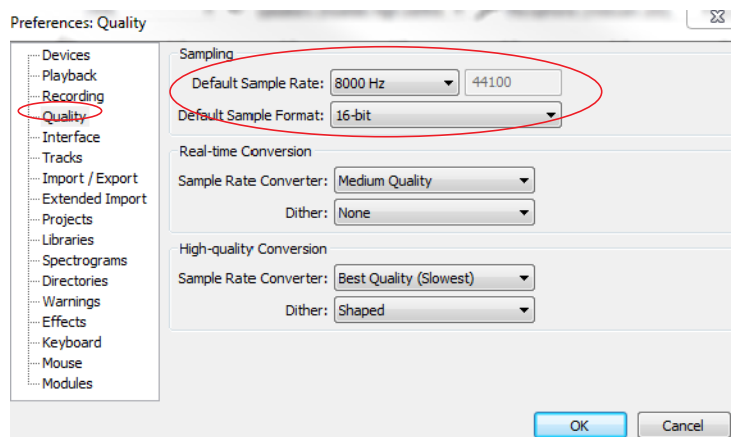 Preferences: Quality
Devices
Playback
Recording
Quality
Interface
Tracks
Import / Export
Extended Import
Projects
Libraries
Spectrograms
Directories
Warnings
Effects
Keyboard
Mouse
Modules
Sampling
Default Sample Rate: 8000 Hz 44100
Default Sample Format: 16-bit
Real-time Conversion
Sample Rate Converter: Medium Quality
Dither: None
High-quality Conversion
Sample Rate Converter: Best Quality (Slowest)
Dither: Shaped
OK Cancel